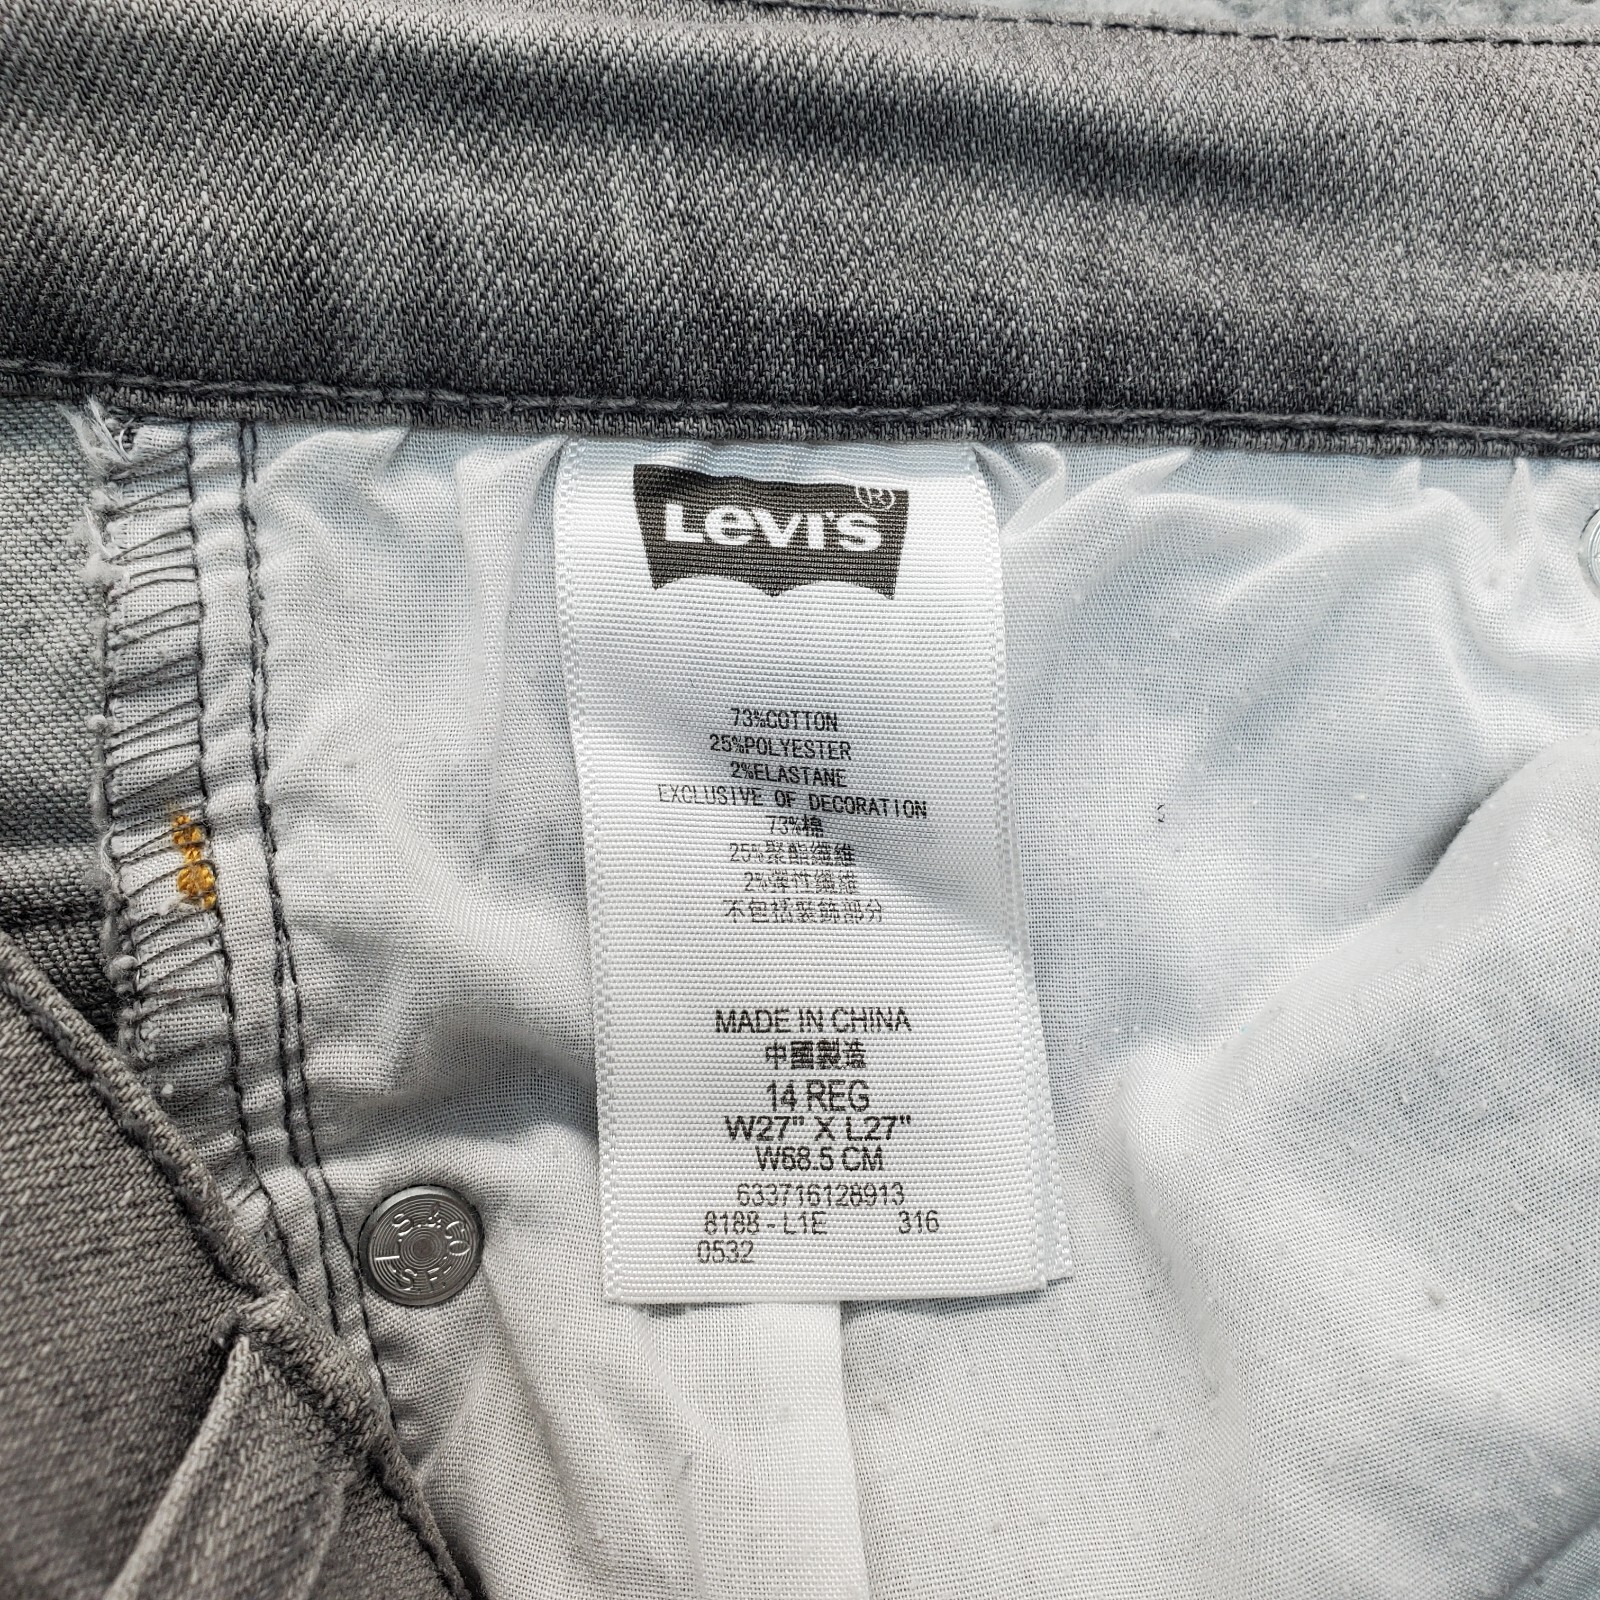 LEVI'S®
73%COTTON
25%POLYESTER
2%ELASTANE
EXCLUSIVE OF DECORATION
73%棉
25%聚酯纖維
2%彈性纖維
不包括裝飾部分
MADE IN CHINA
中國製造
14 REG
W27" X L27"
W68.5 CM
633716128913
8188 - L1E 316
0532
L.S.&CO
S.F.